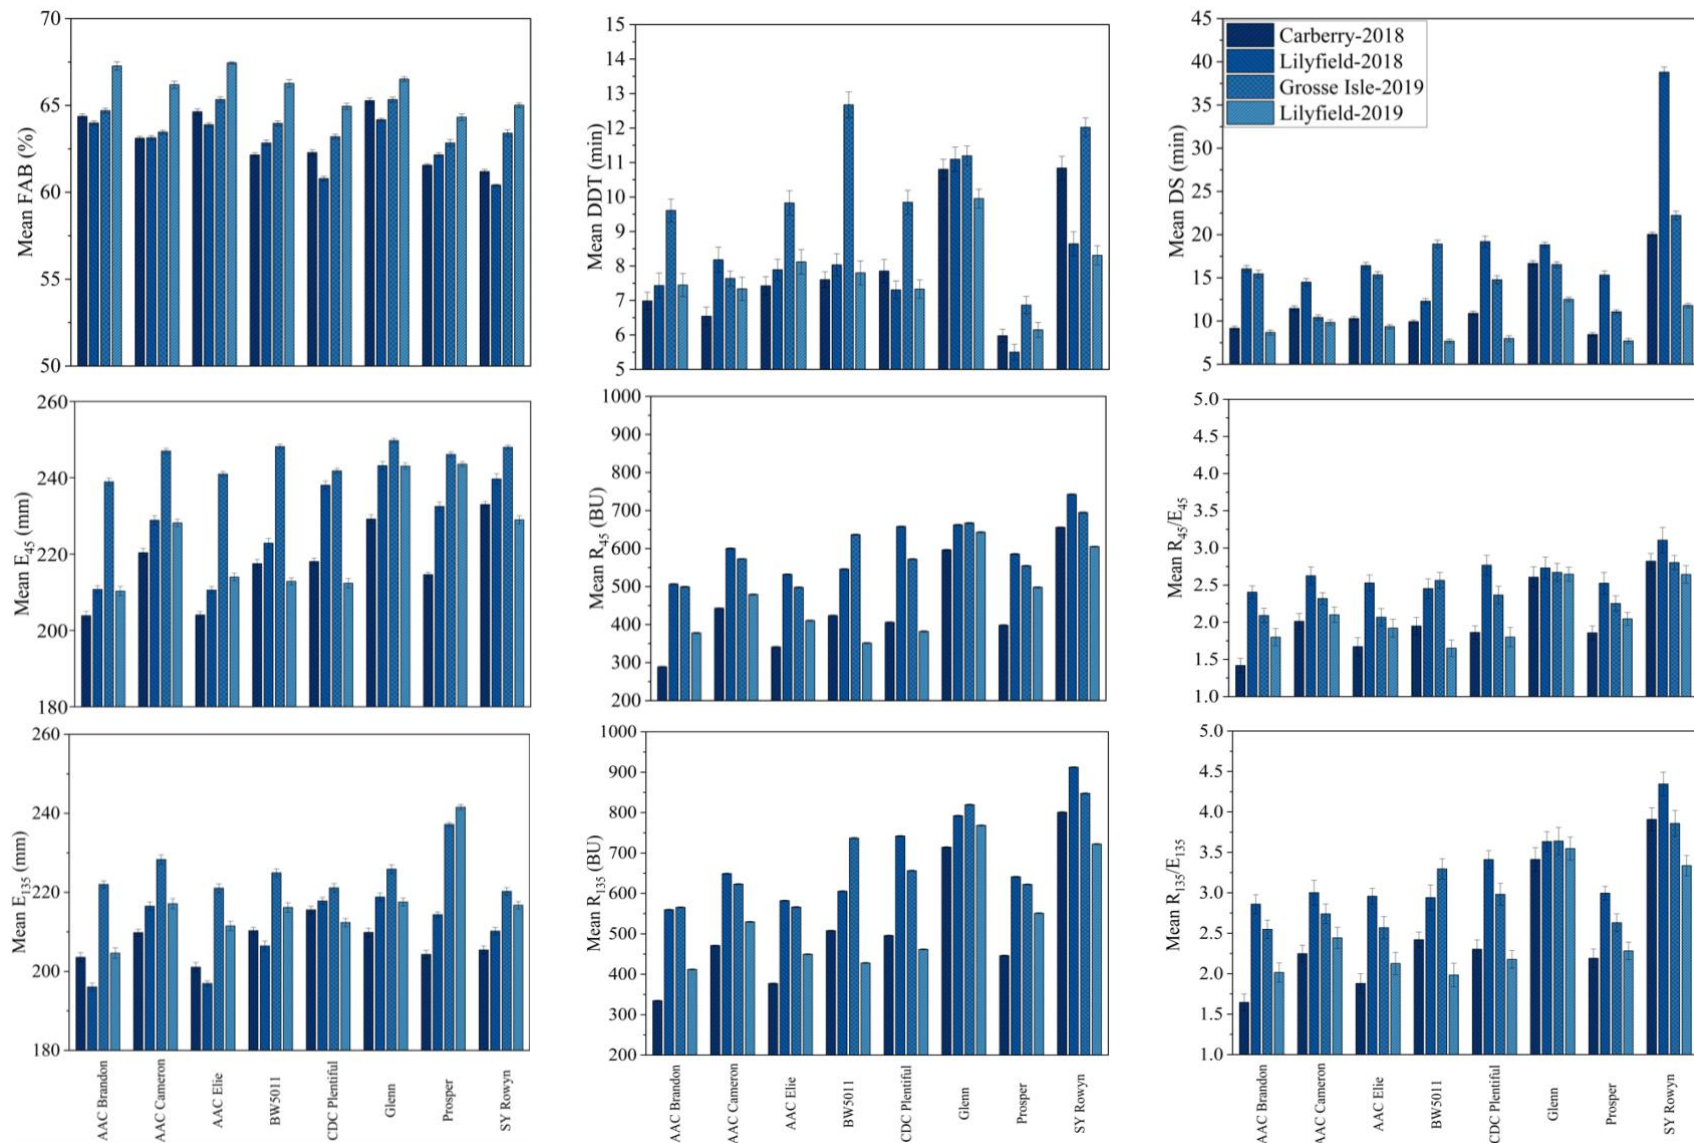 Mean FAB (%)
70
65
60
55
50
Mean DDT (min)
15
14
13
12
11
10
9
8
7
6
5
Mean DS (min)
45
40
35
30
25
20
15
10
5
Carberry-2018
Lilyfield-2018
Grosse Isle-2019
Lilyfield-2019
Mean E45 (mm)
260
240
220
200
180
Mean R45 (BU)
1000
900
800
700
600
500
400
300
200
Mean R45/E45
5.0
4.5
4.0
3.5
3.0
2.5
2.0
1.5
1.0
Mean E135 (mm)
260
240
220
200
180
AAC Brandon
AAC Cameron
AAC Elie
BW5011
CDC Plentiful
Glenn
Prosper
SY Rowyn
Mean R135 (BU)
1000
900
800
700
600
500
400
300
200
AAC Brandon
AAC Cameron
AAC Elie
BW5011
CDC Plentiful
Glenn
Prosper
SY Rowyn
Mean R135/E135
5.0
4.5
4.0
3.5
3.0
2.5
2.0
1.5
1.0
AAC Brandon
AAC Cameron
AAC Elie
BW5011
CDC Plentiful
Glenn
Prosper
SY Rowyn